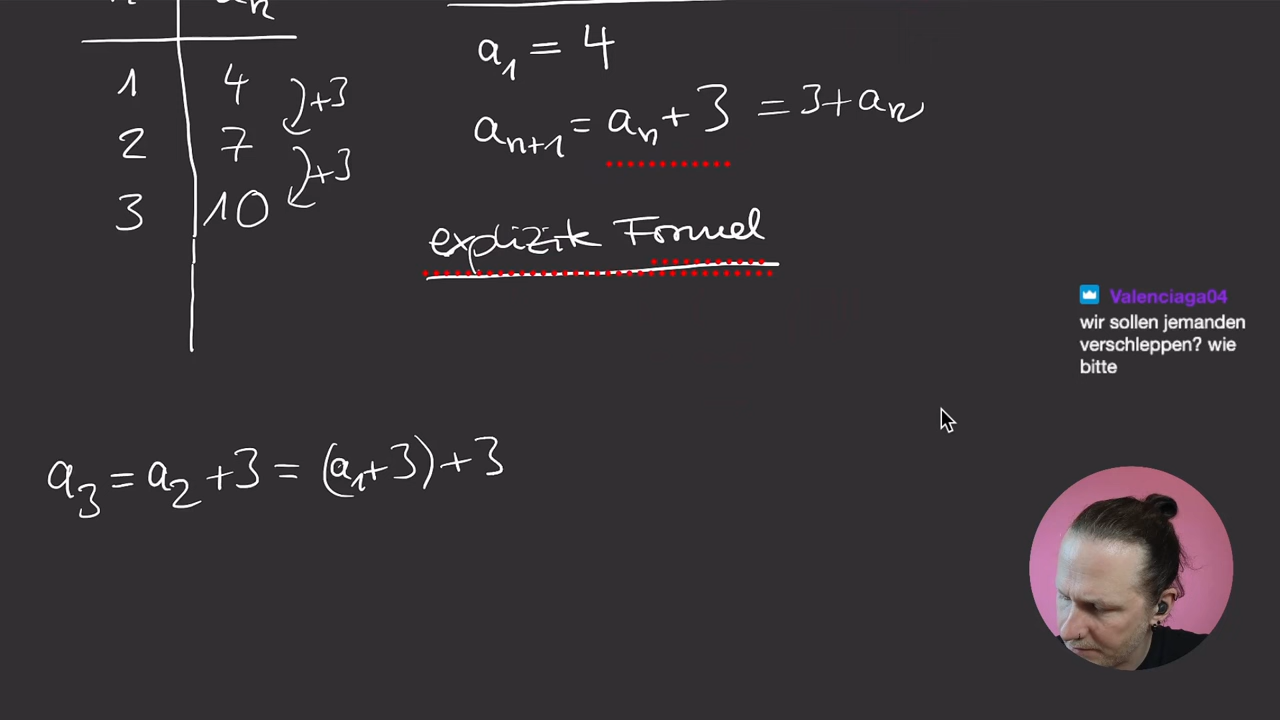 n | an
1 | 4
2 | 7
3 | 10
+3
+3
a₁ = 4
aₙ₊₁ = aₙ + 3 = 3 + aₙ
explizite Formel
a₃ = a₂ + 3 = (a₁ + 3) + 3
Valenciaga04
wir sollen jemanden
verschleppen? wie
bitte